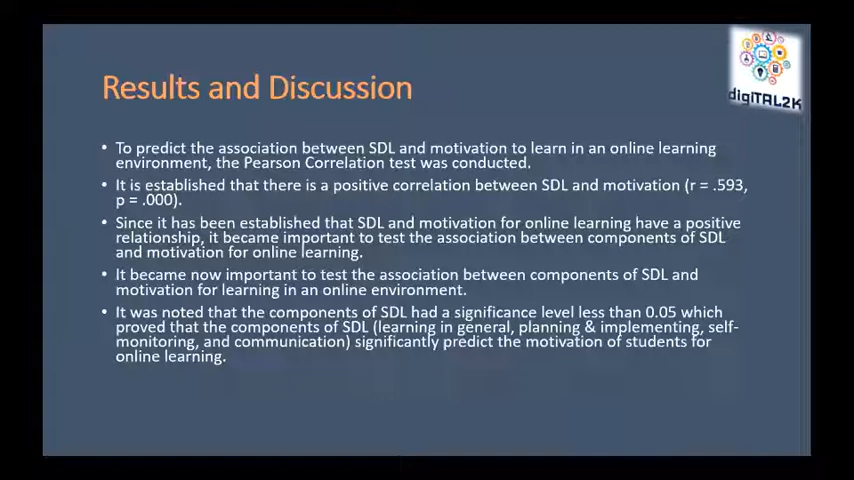 digiTAL2K
Results and Discussion
• To predict the association between SDL and motivation to learn in an online learning
environment, the Pearson Correlation test was conducted.
• It is established that there is a positive correlation between SDL and motivation (r = .593,
p = .000).
• Since it has been established that SDL and motivation for online learning have a positive
relationship, it became important to test the association between components of SDL
and motivation for online learning.
• It became now important to test the association between components of SDL and
motivation for learning in an online environment.
• It was noted that the components of SDL had a significance level less than 0.05 which
proved that the components of SDL (learning in general, planning & implementing, self-
monitoring, and communication) significantly predict the motivation of students for
online learning.